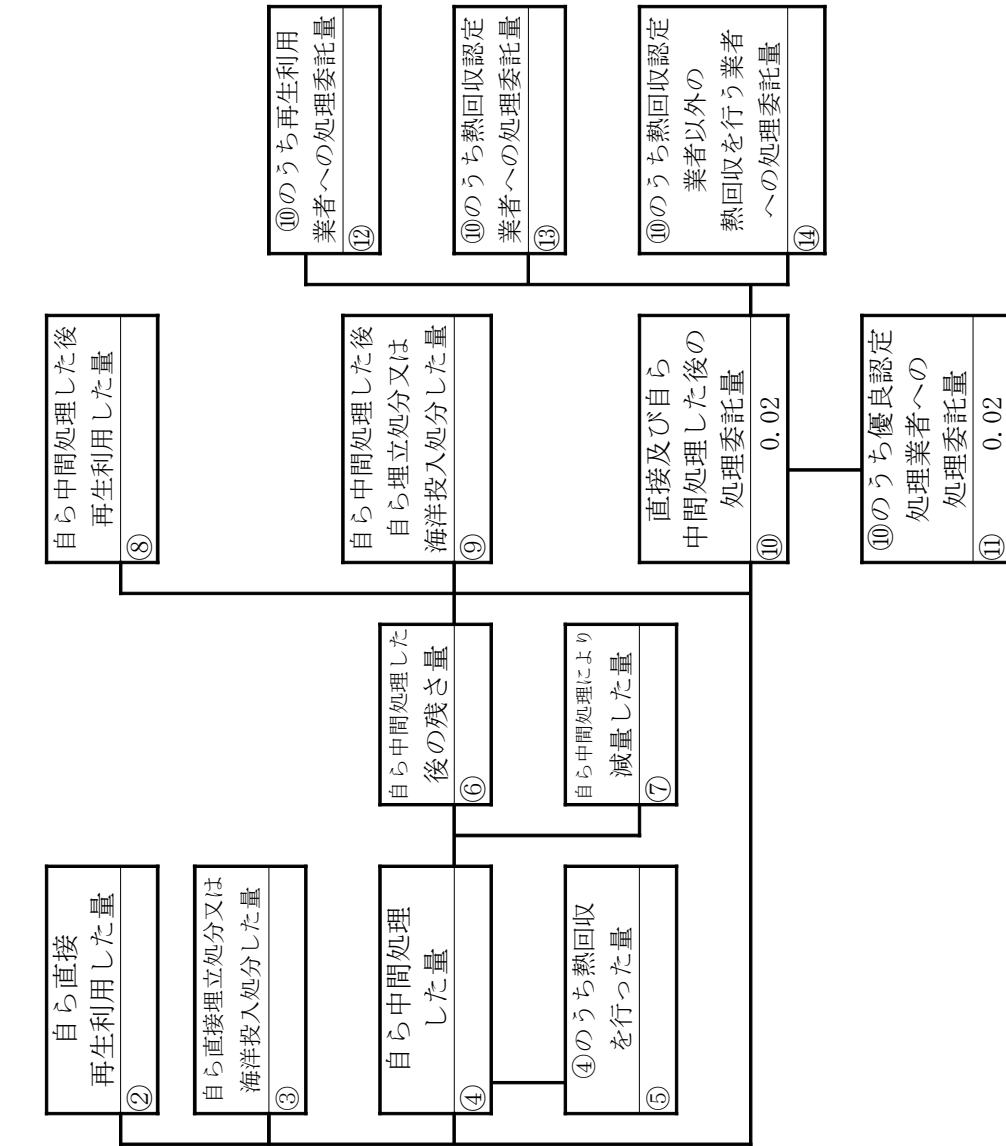 自ら直接
再生利用した量
②
自ら直接埋立処分又は
海洋投入処分した量
③
自ら中間処理
した量
④
④のうち熱回収
を行った量
⑤
自ら中間処理した
後の残さ量
⑥
自ら中間処理により
減量した量
⑦
自ら中間処理した後
再生利用した量
⑧
自ら中間処理した後
自ら埋立処分又は
海洋投入処分した量
⑨
直接及び自ら
中間処理した後の
処理委託量
⑩ 0.02
⑩のうち優良認定
処理業者への
処理委託量
⑪ 0.02
⑩のうち再生利用
業者への処理委託量
⑫
⑩のうち熱回収認定
業者への処理委託量
⑬
⑩のうち熱回収認定
業者以外の
熱回収を行う業者
への処理委託量
⑭